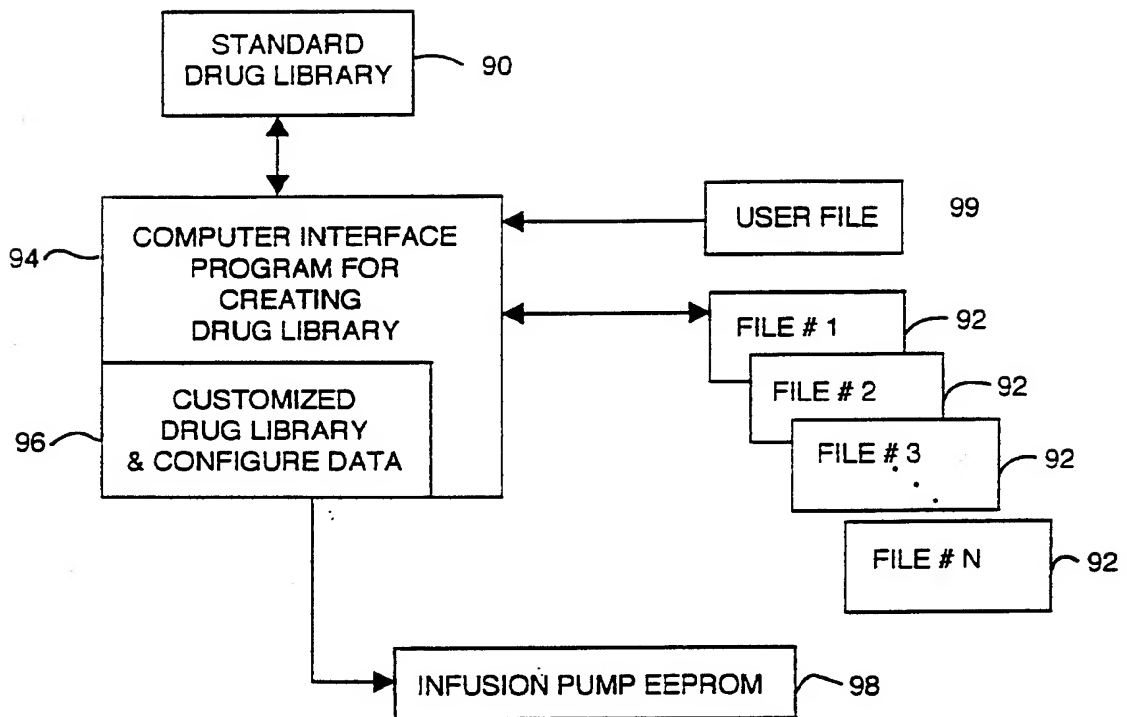 STANDARD
DRUG LIBRARY
90
COMPUTER INTERFACE
PROGRAM FOR
CREATING
DRUG LIBRARY
94
USER FILE
99
FILE # 1
92
FILE # 2
92
FILE # 3
92
FILE # N
92
CUSTOMIZED
DRUG LIBRARY
& CONFIGURE DATA
96
INFUSION PUMP EEPROM
98